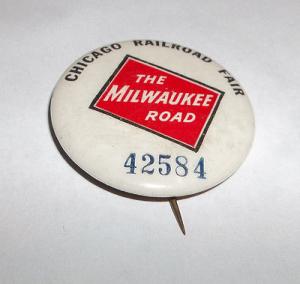 CHICAGO RAILROAD FAIR
THE
MILWAUKEE
ROAD
42584